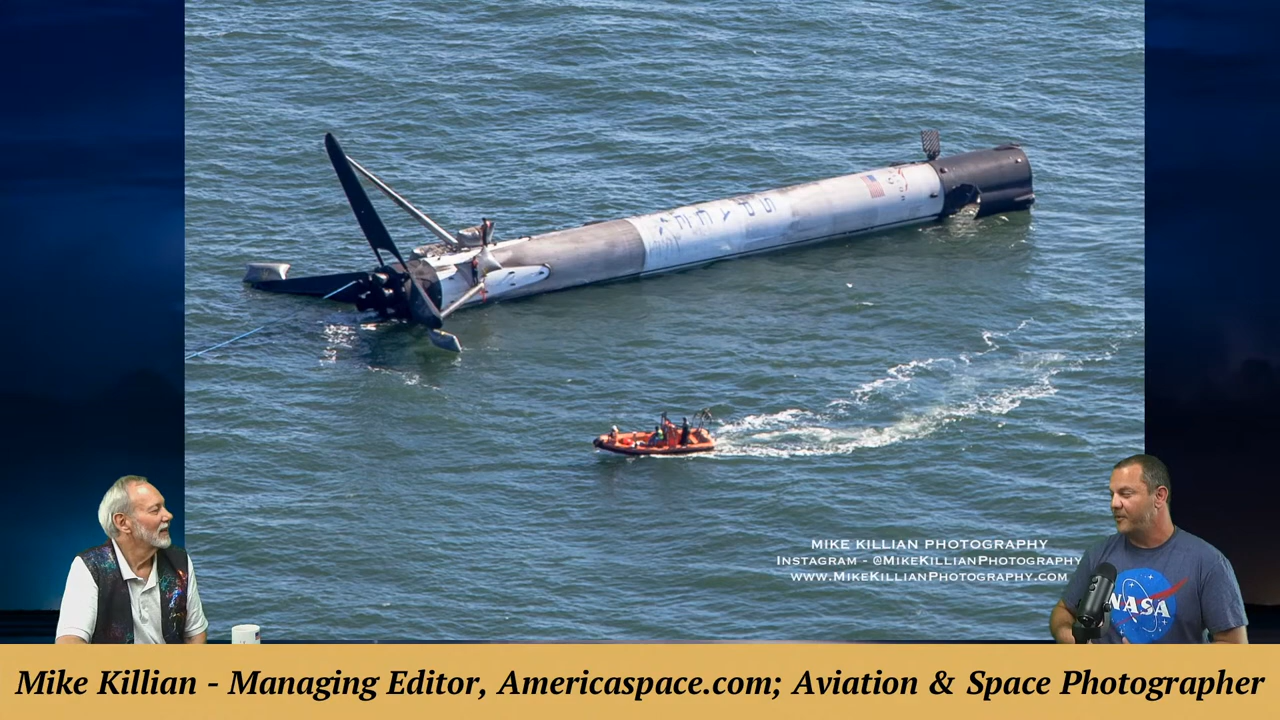 MIKE KILLIAN PHOTOGRAPHY
INSTAGRAM - @MIKEKILLIANPHOTOGRAPHY
WWW.MIKEKILLIANPHOTOGRAPHY.COM
NASA
Mike Killian - Managing Editor, Americaspace.com; Aviation & Space Photographer